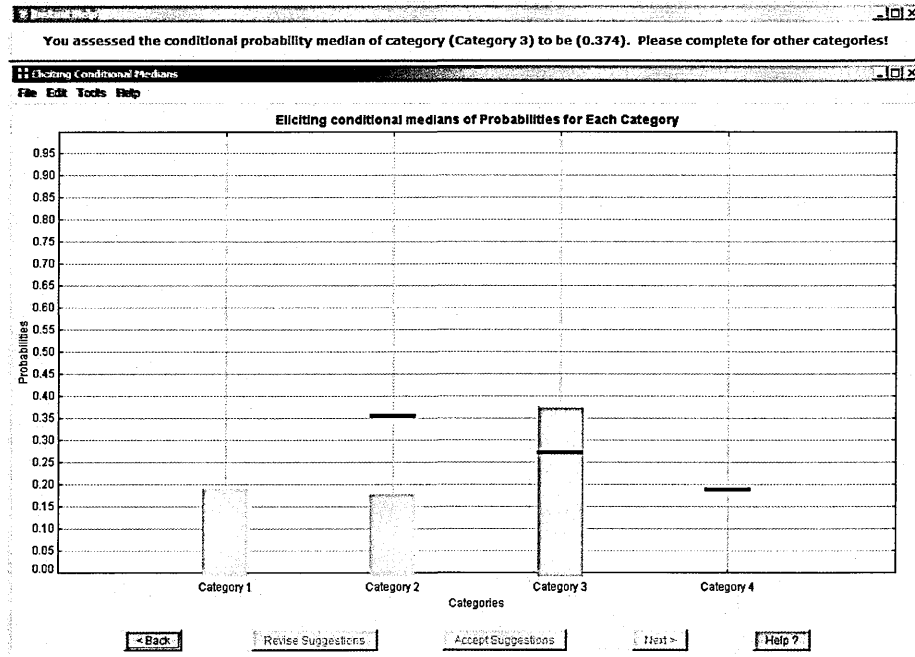 You assessed the conditional probability median of category (Category 3) to be (0.374). Please complete for other categories!
Eliciting Conditional Medians
File Edit Tools Help
Eliciting conditional medians of Probabilities for Each Category
0.95
0.90
0.85
0.80
0.75
0.70
0.65
0.60
0.55
0.50
0.45
0.40
0.35
0.30
0.25
0.20
0.15
0.10
0.05
0.00
Probabilities
Category 1 Category 2 Category 3 Category 4
Categories
< Back Revise Suggestions Accept Suggestions Next > Help ?